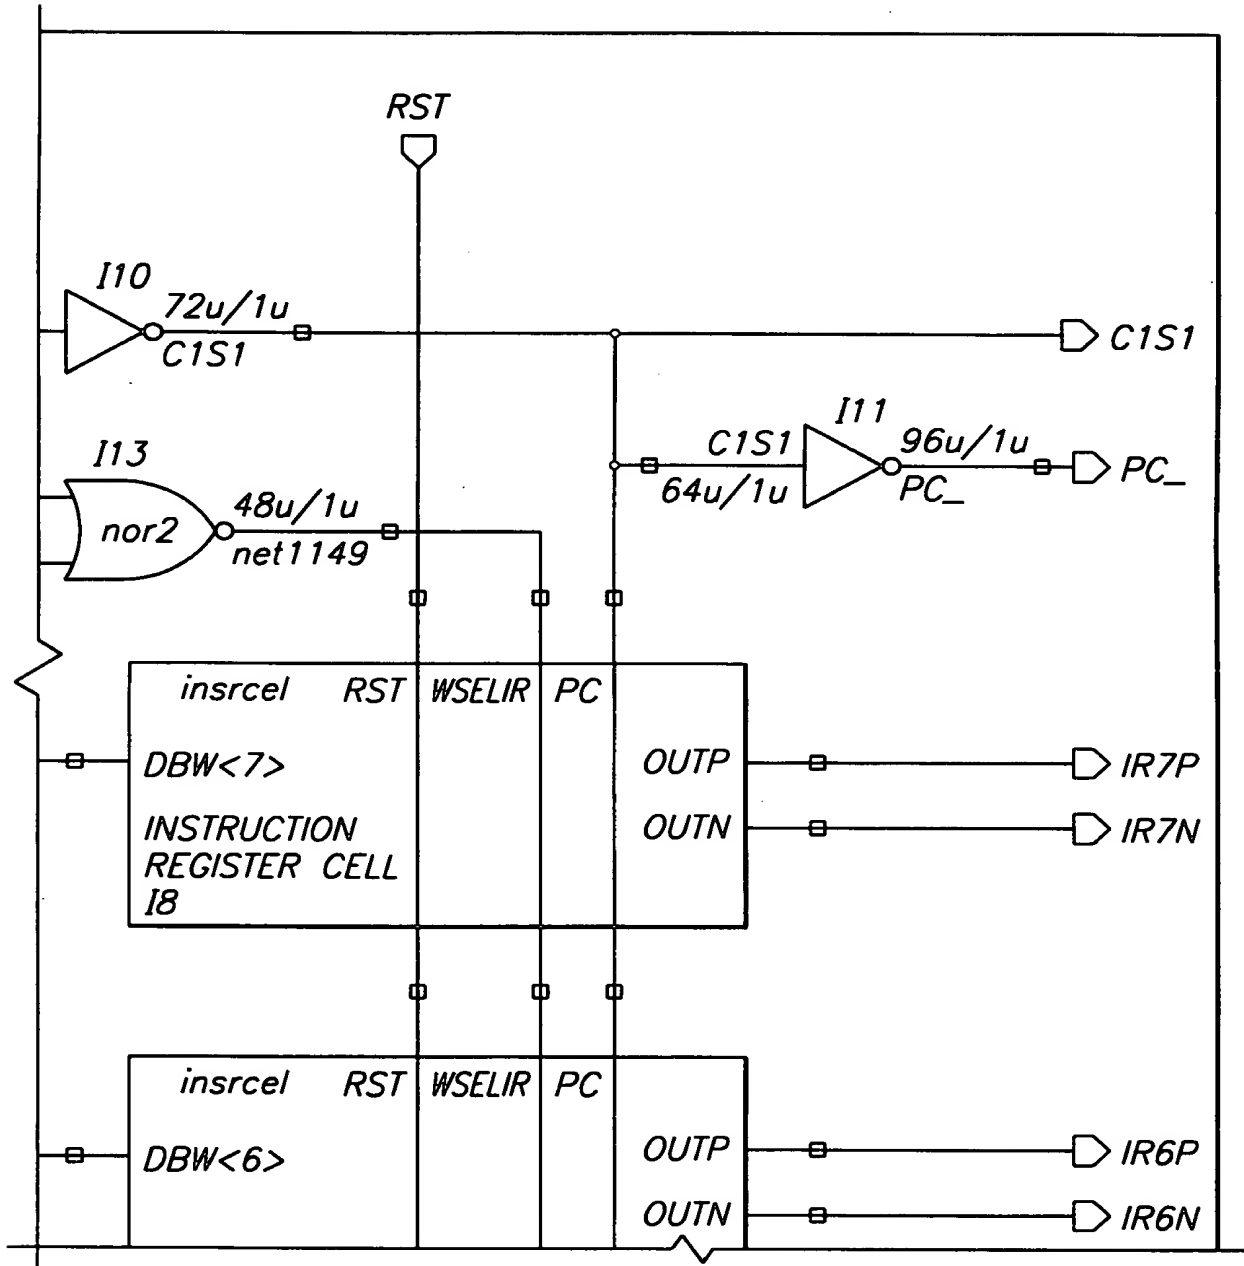 RST
I10
72u/1u
C1S1
C1S1
I11
C1S1
96u/1u
64u/1u
PC_
PC_
I13
nor2
48u/1u
net1149
insrcel RST WSELIR PC
DBW<7>
OUTP
IR7P
INSTRUCTION
REGISTER CELL
I8
OUTN
IR7N
insrcel RST WSELIR PC
DBW<6>
OUTP
IR6P
OUTN
IR6N